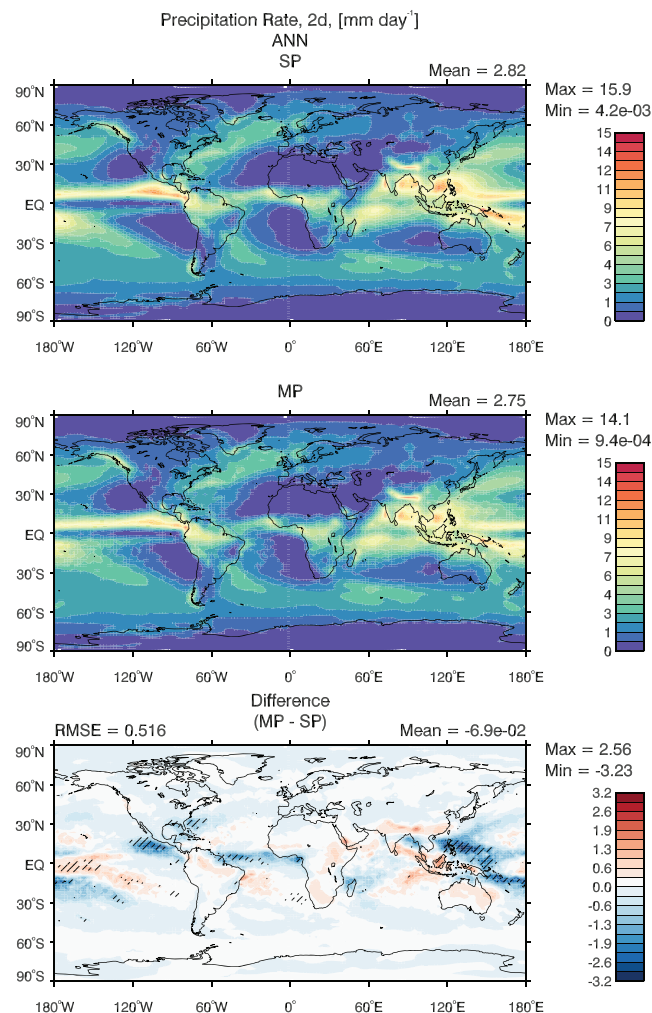 Precipitation Rate, 2d, [mm day⁻¹]
ANN
SP
Mean = 2.82
Max = 15.9
Min = 4.2e-03
90°N
60°N
30°N
EQ
30°S
60°S
90°S
180°W 120°W 60°W 0° 60°E 120°E 180°E
15
14
12
11
9
7
6
4
3
1
0
MP
Mean = 2.75
Max = 14.1
Min = 9.4e-04
90°N
60°N
30°N
EQ
30°S
60°S
90°S
180°W 120°W 60°W 0° 60°E 120°E 180°E
15
14
12
11
9
7
6
4
3
1
0
Difference
(MP - SP)
RMSE = 0.516
Mean = -6.9e-02
Max = 2.56
Min = -3.23
90°N
60°N
30°N
EQ
30°S
60°S
90°S
180°W 120°W 60°W 0° 60°E 120°E 180°E
3.2
2.6
1.9
1.3
0.6
0.0
-0.6
-1.3
-1.9
-2.6
-3.2